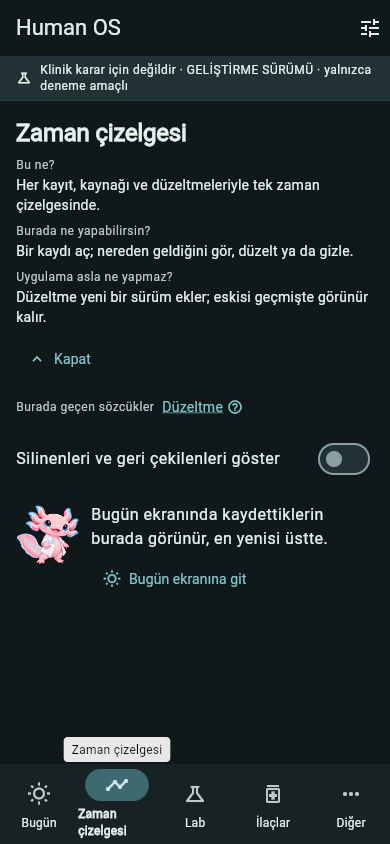 Human OS
Klinik karar için değildir · GELİŞTİRME SÜRÜMÜ · yalnızca
deneme amaçlı
Zaman çizelgesi
Bu ne?
Her kayıt, kaynağı ve düzeltmeleriyle tek zaman
çizelgesinde.
Burada ne yapabilirsin?
Bir kaydı aç; nereden geldiğini gör, düzelt ya da gizle.
Uygulama asla ne yapmaz?
Düzeltme yeni bir sürüm ekler; eskisi geçmişte görünür
kalır.
Kapat
Burada geçen sözcükler Düzeltme
Silinenleri ve geri çekilenleri göster
Bugün ekranında kaydettiklerin
burada görünür, en yenisi üstte.
Bugün ekranına git
Zaman çizelgesi
Bugün
Zaman
çizelgesi
Lab
İlaçlar
Diğer